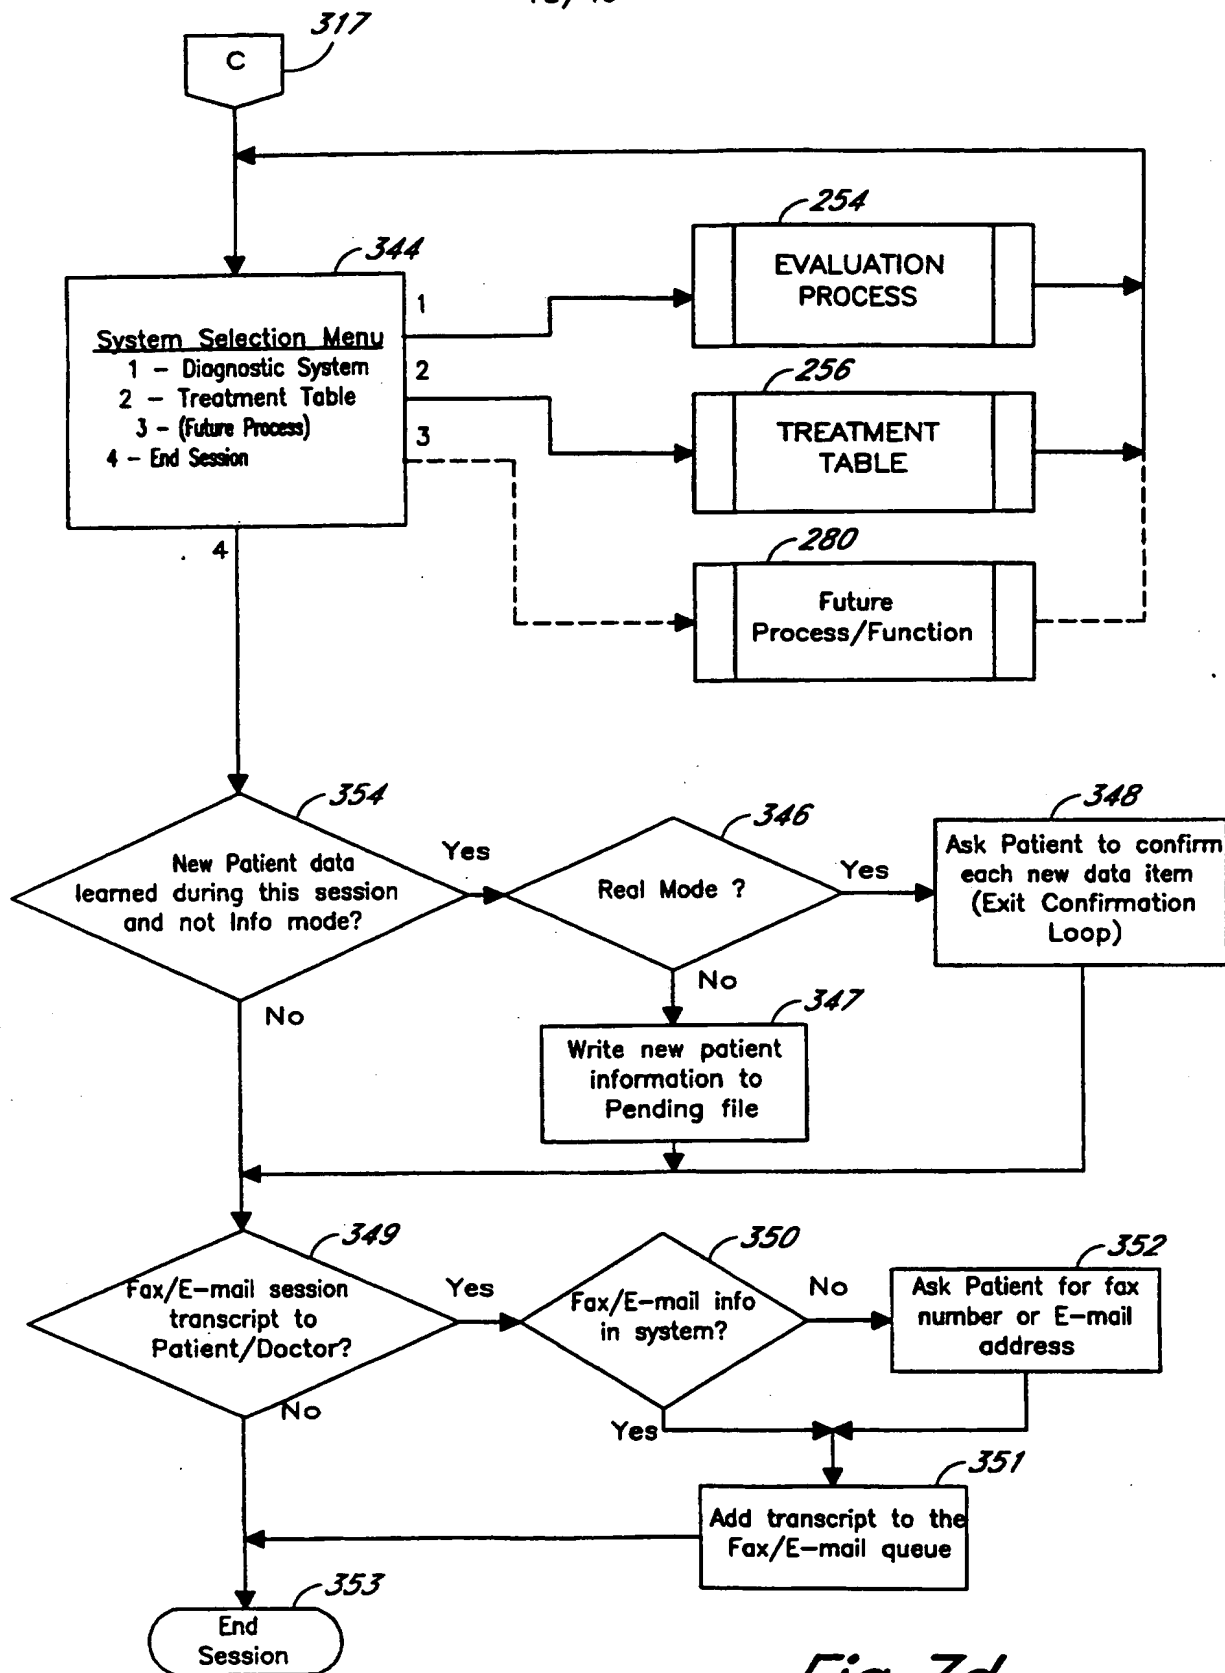 317
C
254
344
EVALUATION
PROCESS
1
System Selection Menu
1 – Diagnostic System
2 – Treatment Table
3 – (Future Process)
4 – End Session
2
256
3
TREATMENT
TABLE
4
280
Future
Process/Function
354
New Patient data
learned during this session
and not Info mode?
Yes
346
Real Mode ?
Yes
348
Ask Patient to confirm
each new data item
(Exit Confirmation
Loop)
No
No
347
Write new patient
information to
Pending file
349
Fax/E-mail session
transcript to
Patient/Doctor?
Yes
350
Fax/E-mail info
in system?
No
352
Ask Patient for fax
number or E-mail
address
No
Yes
351
Add transcript to the
Fax/E-mail queue
353
End
Session
Fig. 7d